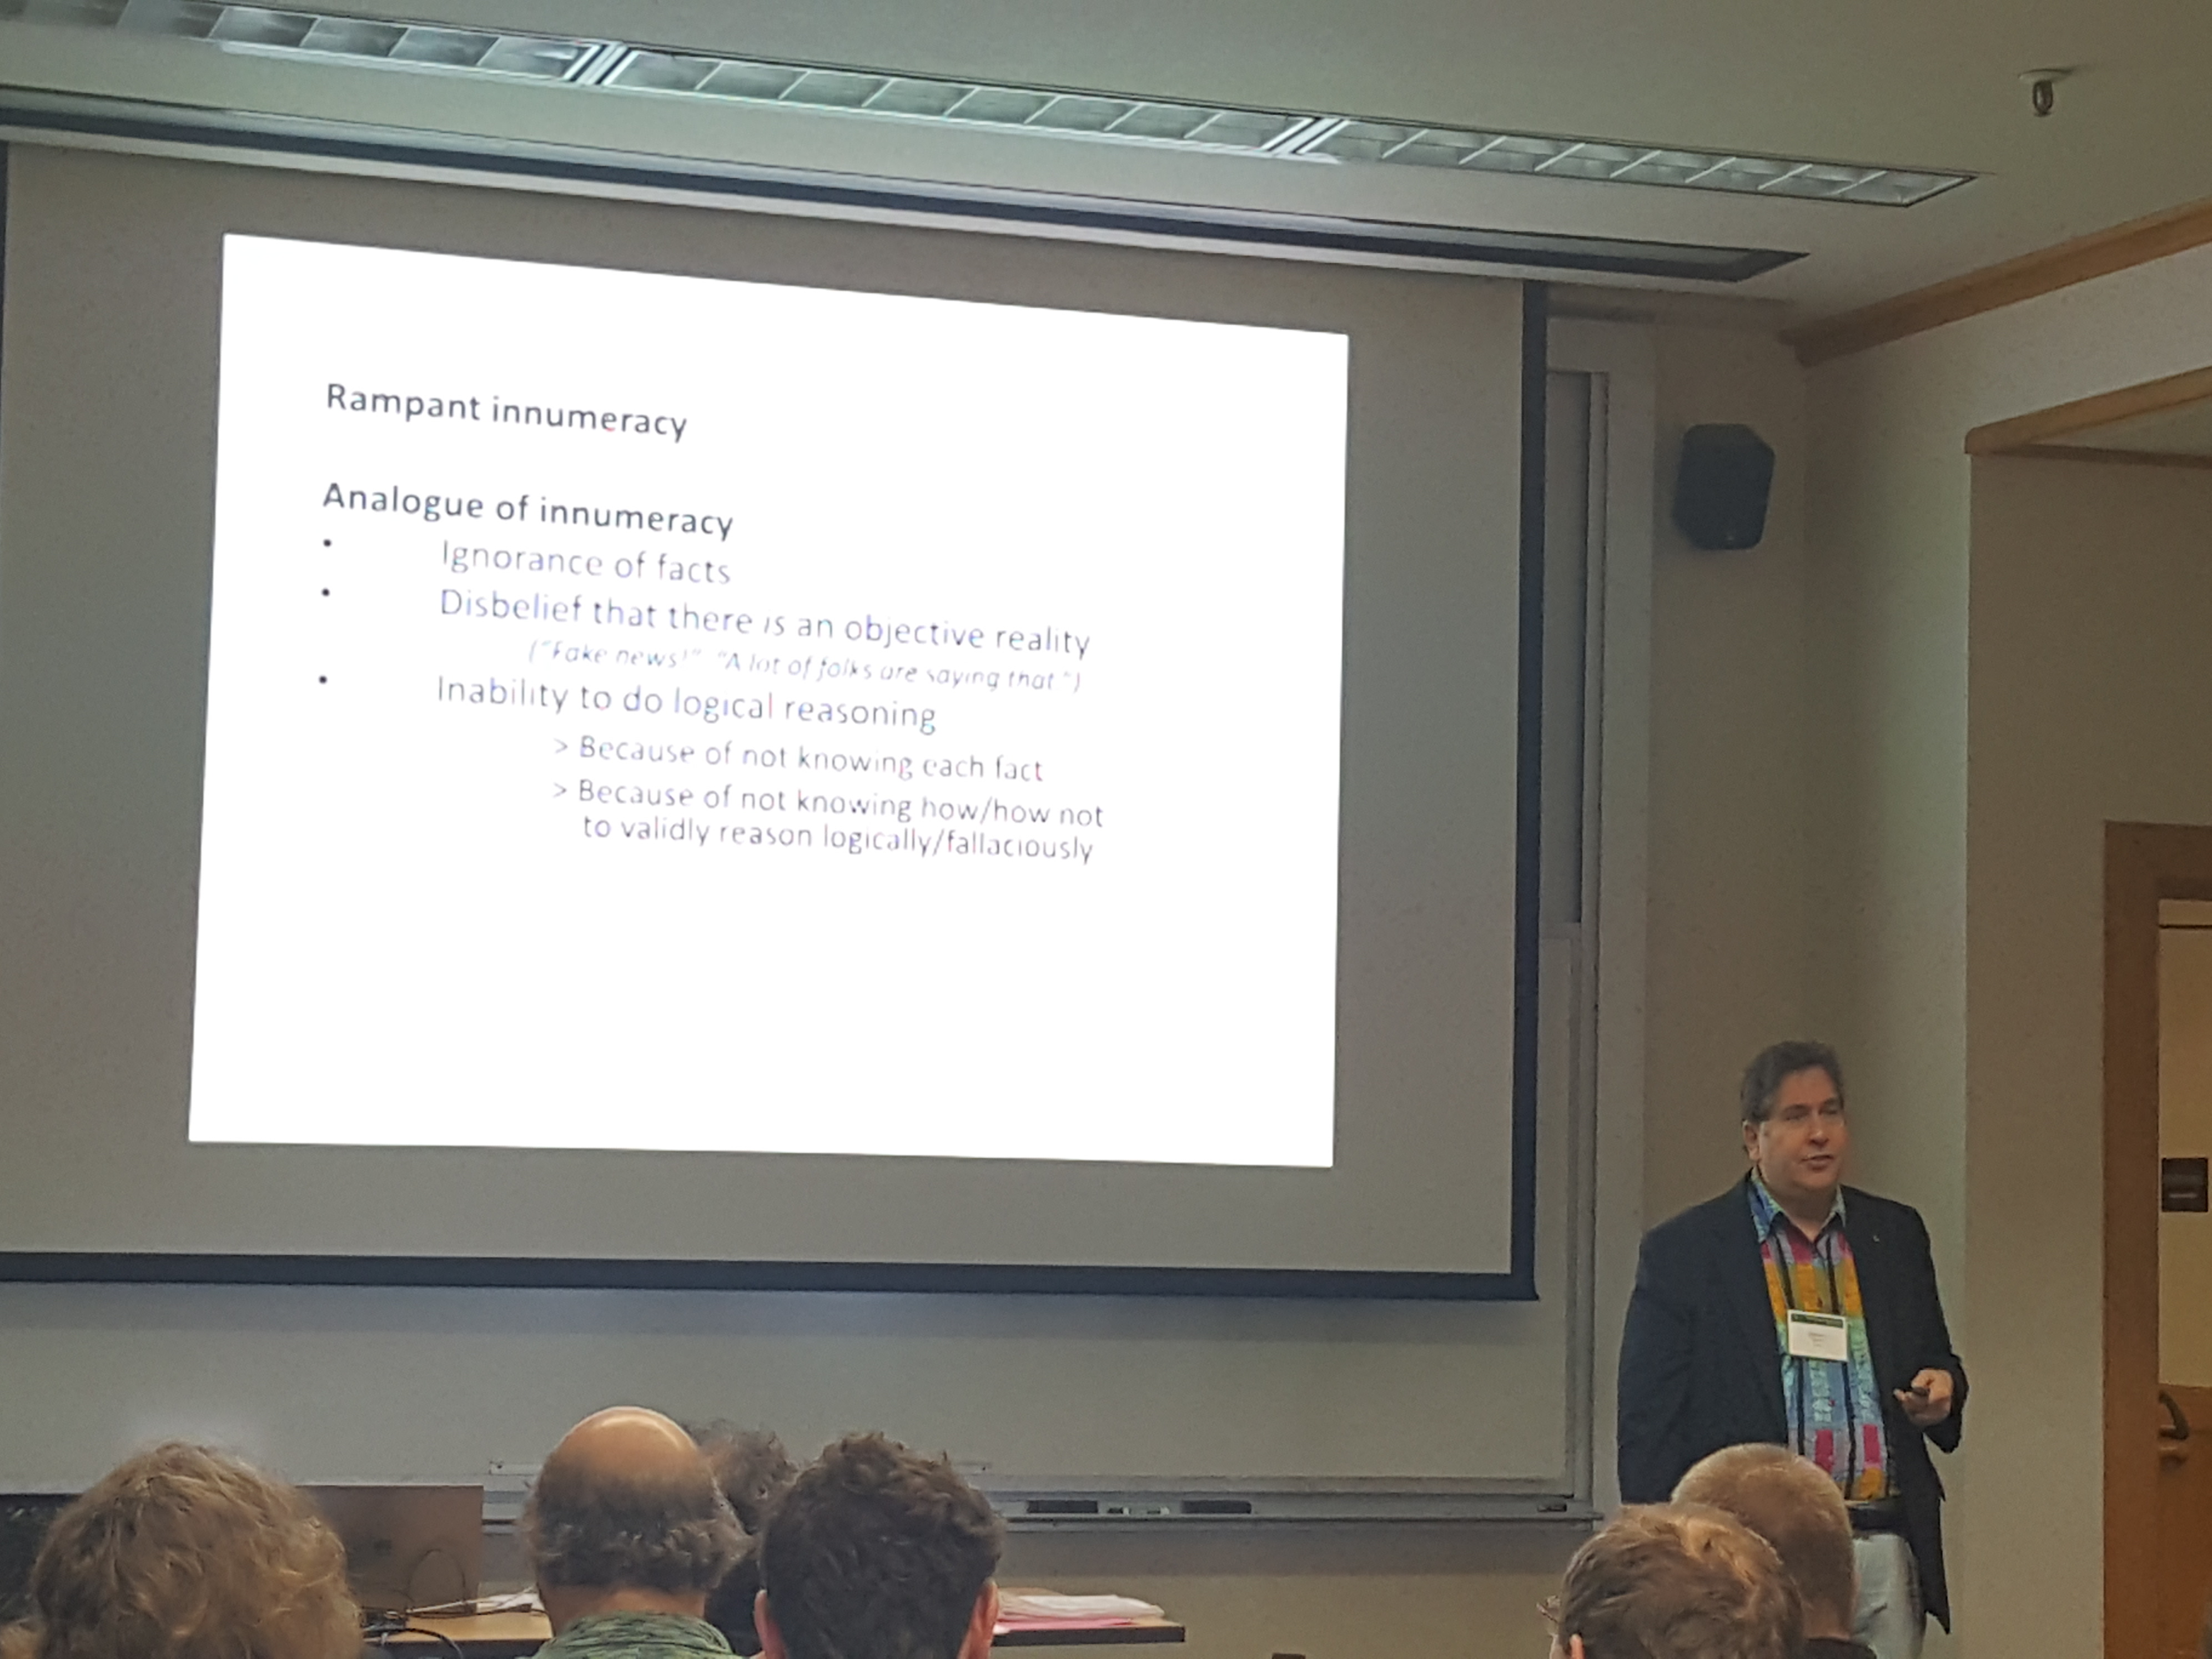 Rampant innumeracy
Analogue of innumeracy
• Ignorance of facts
• Disbelief that there is an objective reality
("Fake news!" "A lot of folks are saying that")
• Inability to do logical reasoning
> Because of not knowing each fact
> Because of not knowing how/how not
to validly reason logically/fallaciously